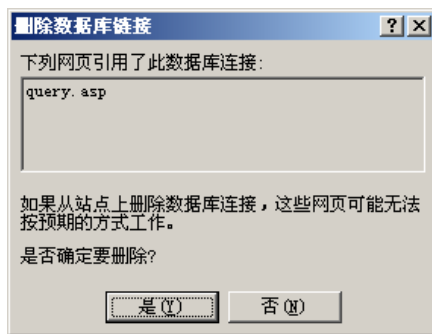 删除数据库链接
下列网页引用了此数据库连接:
query.asp
如果从站点上删除数据库连接，这些网页可能无法
按预期的方式工作。
是否确定要删除?
是(Y)
否(N)